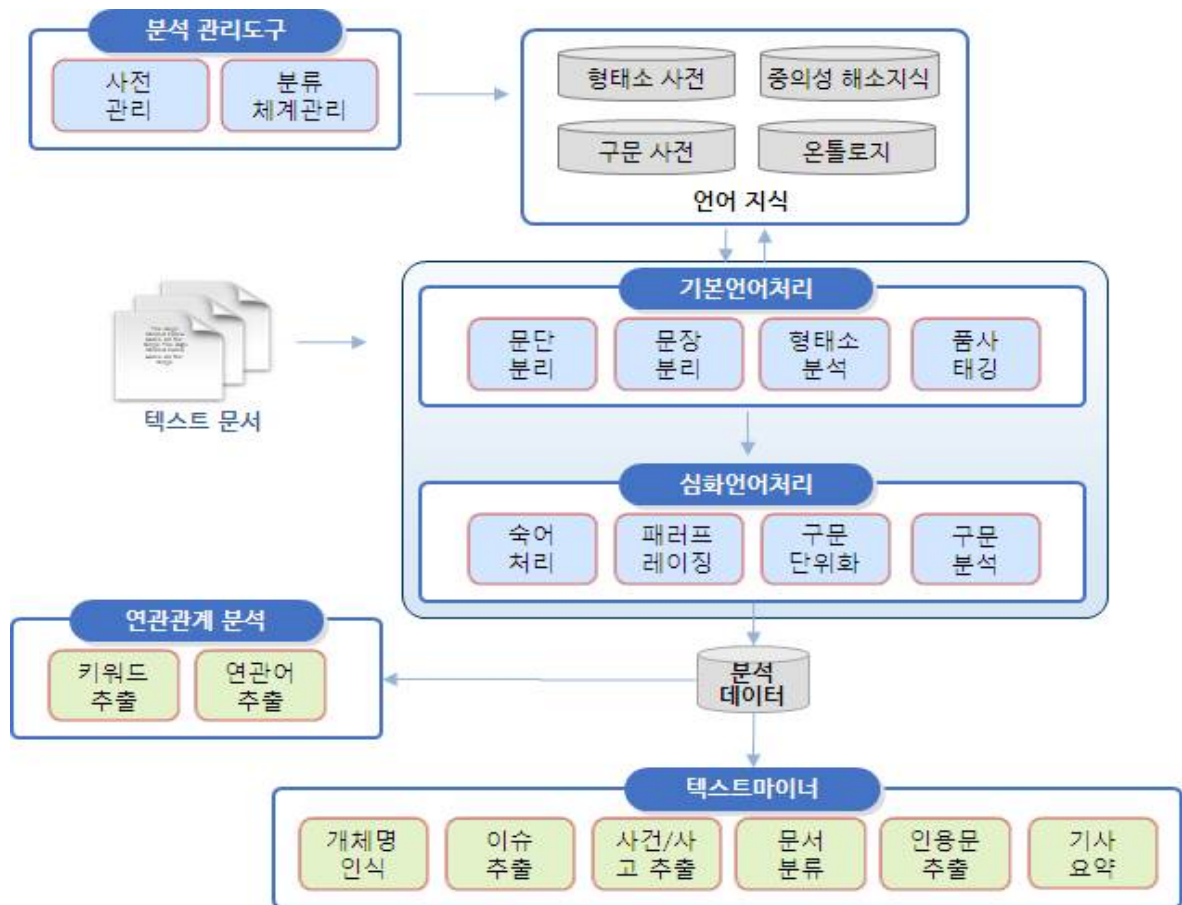 분석 관리도구
사전
관리
분류
체계관리
형태소 사전
중의성 해소지식
구문 사전
온톨로지
언어 지식
텍스트 문서
기본언어처리
문단
분리
문장
분리
형태소
분석
품사
태깅
심화언어처리
숙어
처리
패러프
레이징
구문
단위화
구문
분석
연관관계 분석
키워드
추출
연관어
추출
분석
데이터
텍스트마이너
개체명
인식
이슈
추출
사건/사
고 추출
문서
분류
인용문
추출
기사
요약